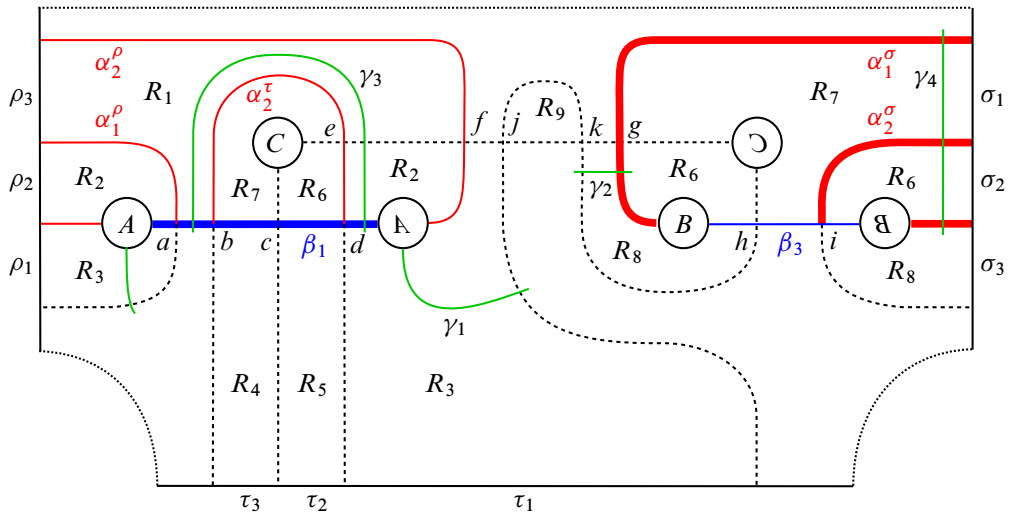 α₂^ρ R₁ α₂^τ γ₃ R₉ α₁^σ R₇ γ₄
ρ₃ σ₁
α₁^ρ C e f j k g Ɔ α₂^σ
ρ₂ R₂ R₇ R₆ R₂ γ₂ R₆ R₆ σ₂
A A B B
a b c β₁ d h β₃ i
ρ₁ R₃ R₈ R₈ σ₃
γ₁
R₄ R₅ R₃
τ₃ τ₂ τ₁